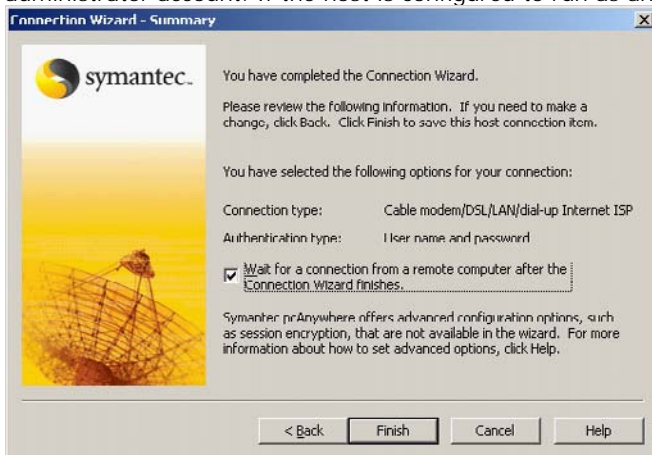 Connection Wizard - Summary
symantec.
You have completed the Connection Wizard.
Please review the following information. If you need to make a
change, click Back. Click Finish to save this host connection item.
You have selected the following options for your connection:
Connection type: Cable modem/DSL/LAN/dial-up Internet ISP
Authentication type: User name and password
Wait for a connection from a remote computer after the
Connection Wizard finishes.
Symantec pcAnywhere offers advanced configuration options, such
as session encryption, that are not available in the wizard. For more
information about how to set advanced options, click Help.
< Back Finish Cancel Help